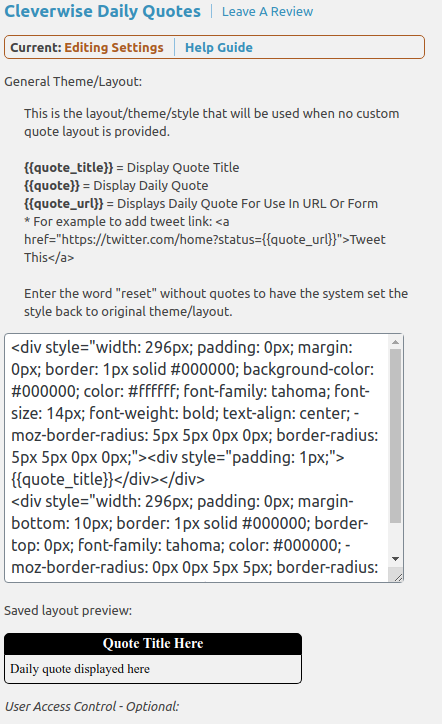 Cleverwise Daily Quotes | Leave A Review
Current: Editing Settings | Help Guide
General Theme/Layout:
This is the layout/theme/style that will be used when no custom
quote layout is provided.
{{quote_title}} = Display Quote Title
{{quote}} = Display Daily Quote
{{quote_url}} = Displays Daily Quote For Use In URL Or Form
* For example to add tweet link: <a
href="https://twitter.com/home?status={{quote_url}}">Tweet
This</a>
Enter the word "reset" without quotes to have the system set the
style back to original theme/layout.
<div style="width: 296px; padding: 0px; margin:
0px; border: 1px solid #000000; background-color:
#000000; color: #ffffff; font-family: tahoma; font-
size: 14px; font-weight: bold; text-align: center; -
moz-border-radius: 5px 5px 0px 0px; border-radius:
5px 5px 0px 0px;"><div style="padding: 1px;">
{{quote_title}}</div></div>
<div style="width: 296px; padding: 0px; margin-
bottom: 10px; border: 1px solid #000000; border-
top: 0px; font-family: tahoma; color: #000000; -
moz-border-radius: 0px 0px 5px 5px; border-radius:
Saved layout preview:
Quote Title Here
Daily quote displayed here
User Access Control - Optional: